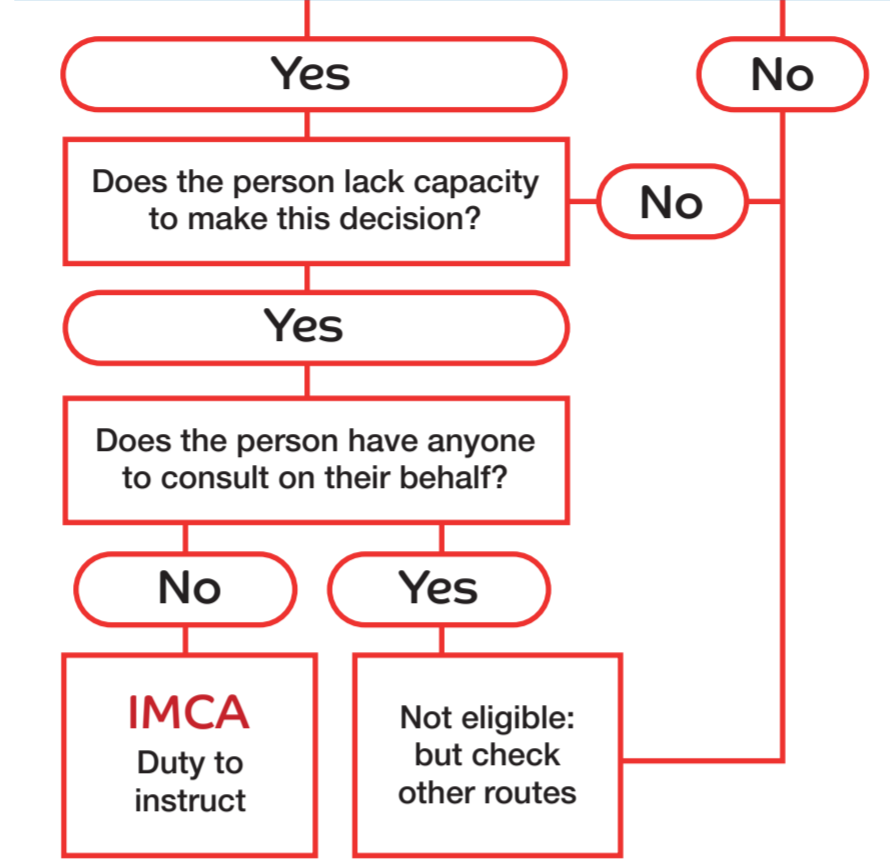 Yes
No
Does the person lack capacity
to make this decision?
No
Yes
Does the person have anyone
to consult on their behalf?
No
Yes
IMCA
Duty to
instruct
Not eligible:
but check
other routes